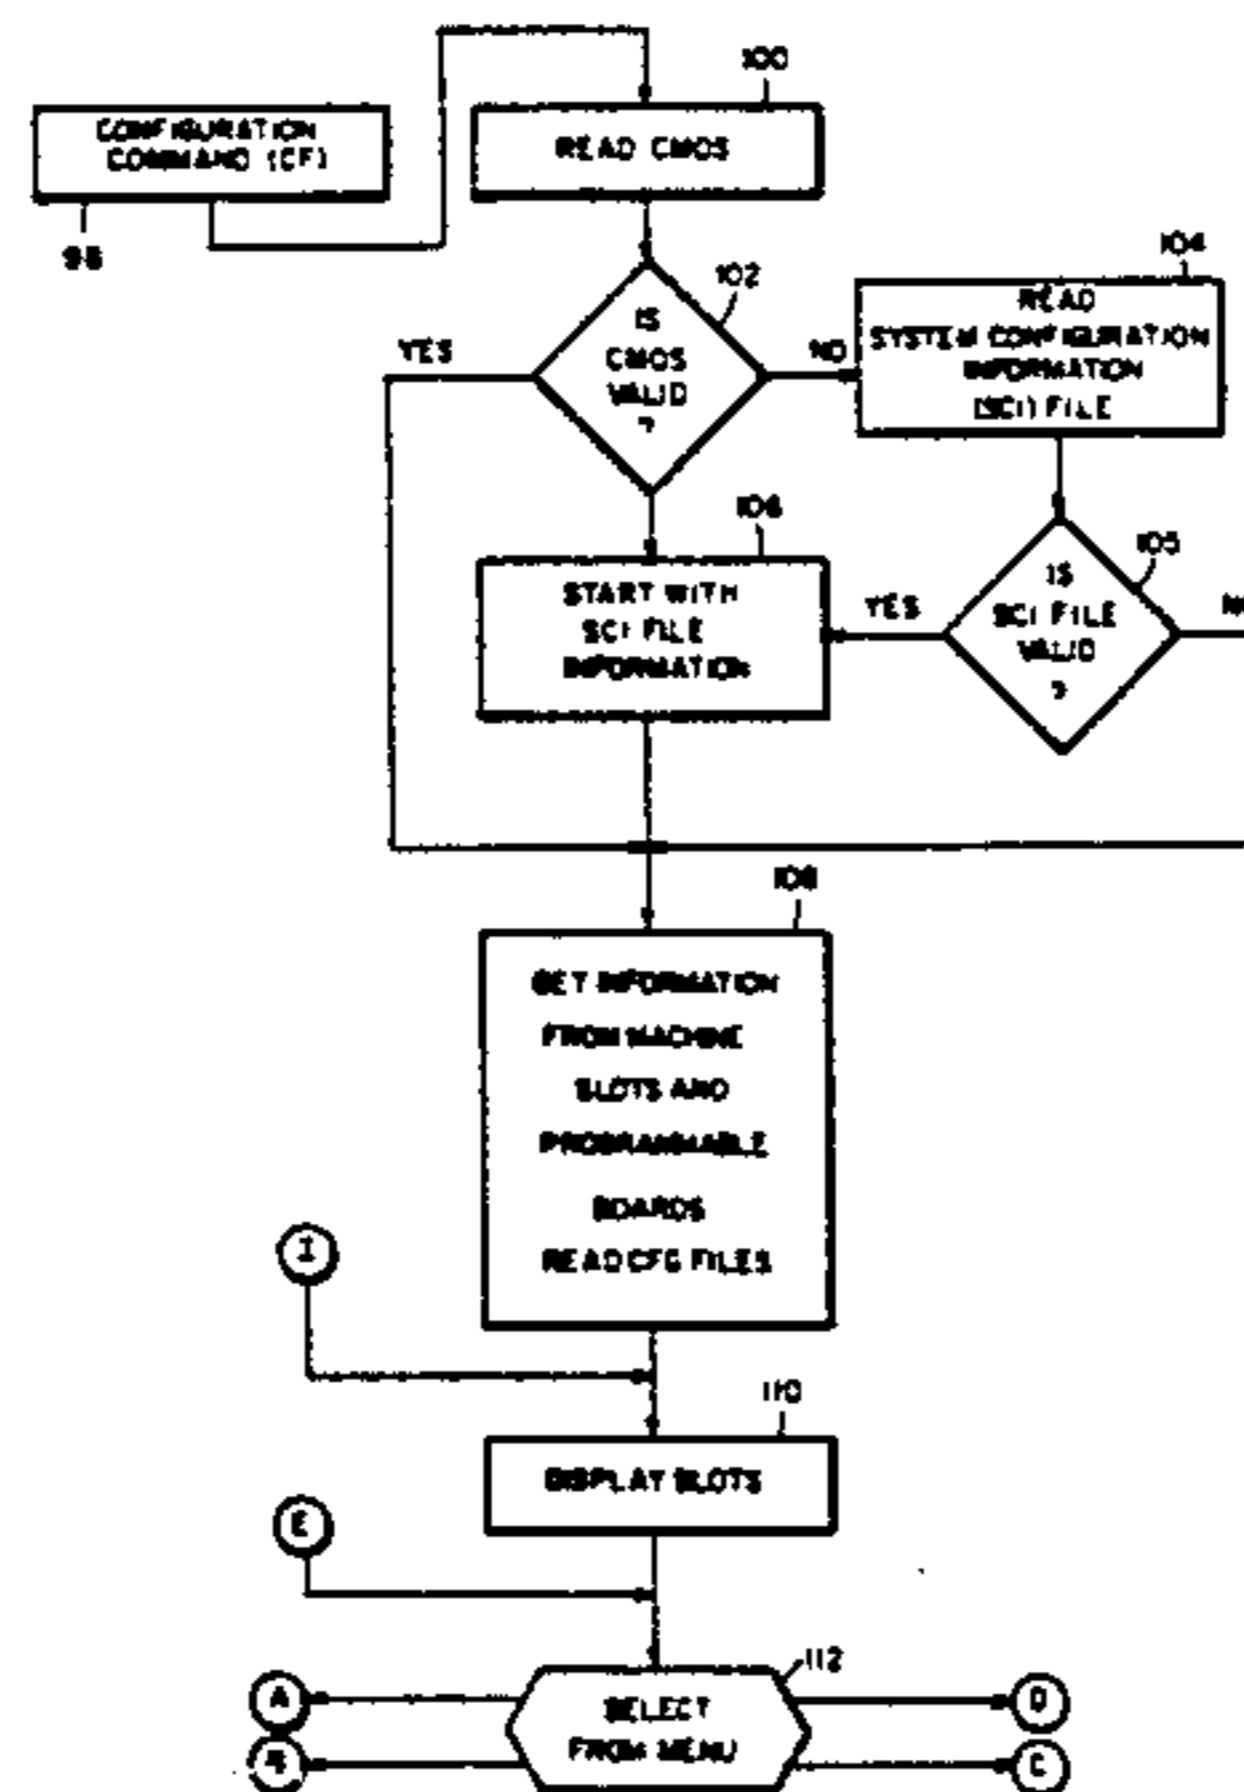 100
CONFIGURATION
COMMAND (CF)
READ CMOS
98
102
104
IS
CMOS
VALID
?
YES
NO
READ
SYSTEM CONFIGURATION
INFORMATION
(SCI) FILE
106
START WITH
SCI FILE
INFORMATION
105
IS
SCI FILE
VALID
?
YES
108
GET INFORMATION
FROM MACHINE
SLOTS AND
PROGRAMMABLE
BOARDS
READ CFG FILES
I
110
DISPLAY SLOTS
E
112
SELECT
FROM MENU
A
D
C